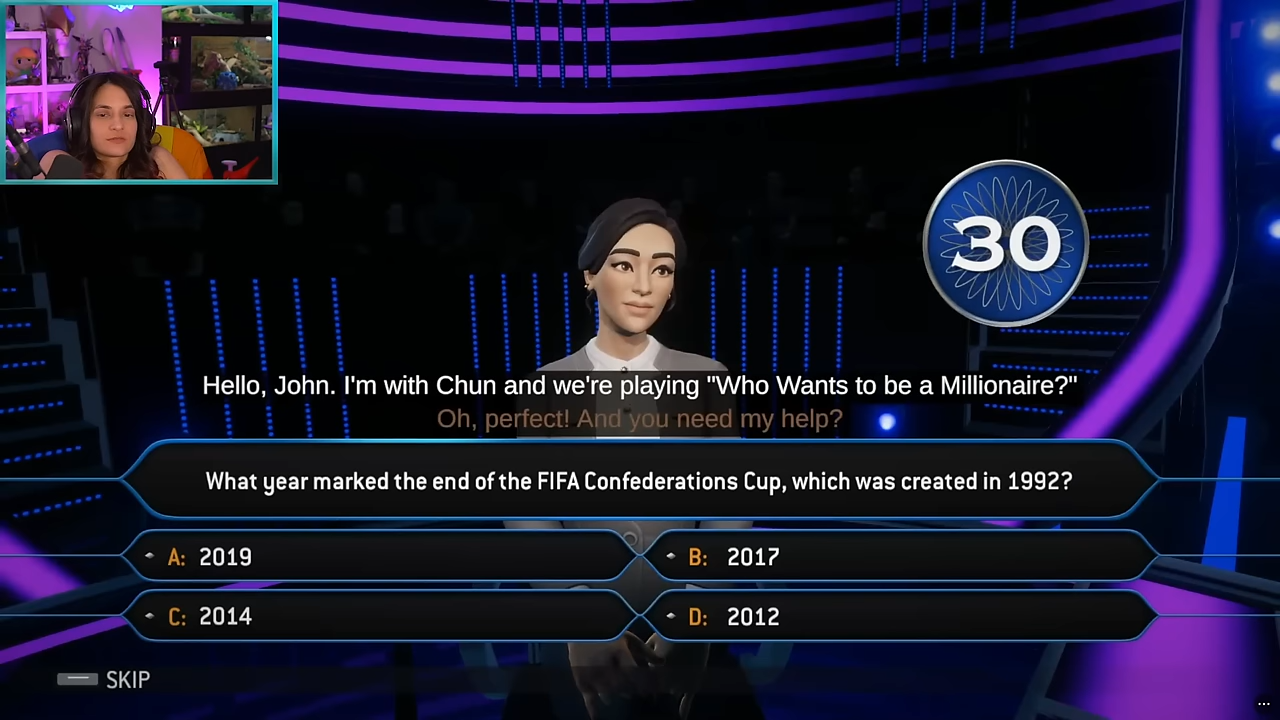 30
Hello, John. I'm with Chun and we're playing "Who Wants to be a Millionaire?"
Oh, perfect! And you need my help?
What year marked the end of the FIFA Confederations Cup, which was created in 1992?
A: 2019
B: 2017
C: 2014
D: 2012
SKIP
...